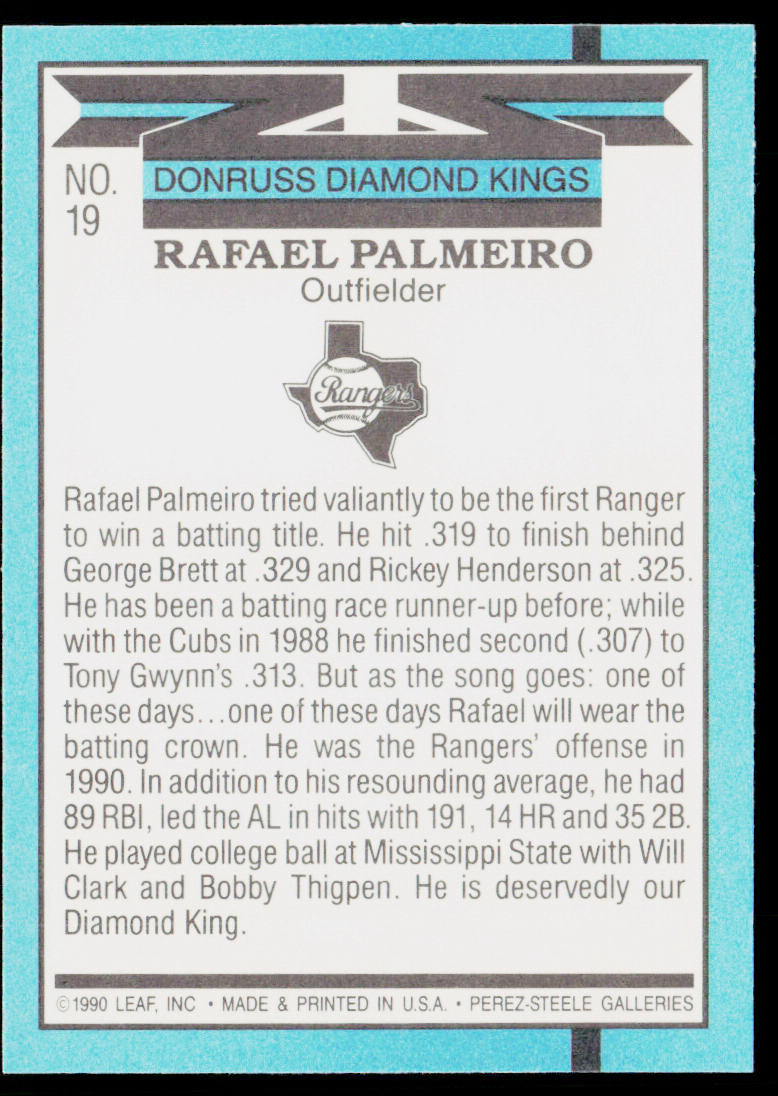 NO.
19
DONRUSS DIAMOND KINGS
RAFAEL PALMEIRO
Outfielder
Rangers
Rafael Palmeiro tried valiantly to be the first Ranger
to win a batting title. He hit .319 to finish behind
George Brett at .329 and Rickey Henderson at .325.
He has been a batting race runner-up before; while
with the Cubs in 1988 he finished second (.307) to
Tony Gwynn's .313. But as the song goes: one of
these days...one of these days Rafael will wear the
batting crown. He was the Rangers' offense in
1990. In addition to his resounding average, he had
89 RBI, led the AL in hits with 191, 14 HR and 35 2B.
He played college ball at Mississippi State with Will
Clark and Bobby Thigpen. He is deservedly our
Diamond King.
©1990 LEAF, INC • MADE & PRINTED IN U.S.A. • PEREZ-STEELE GALLERIES